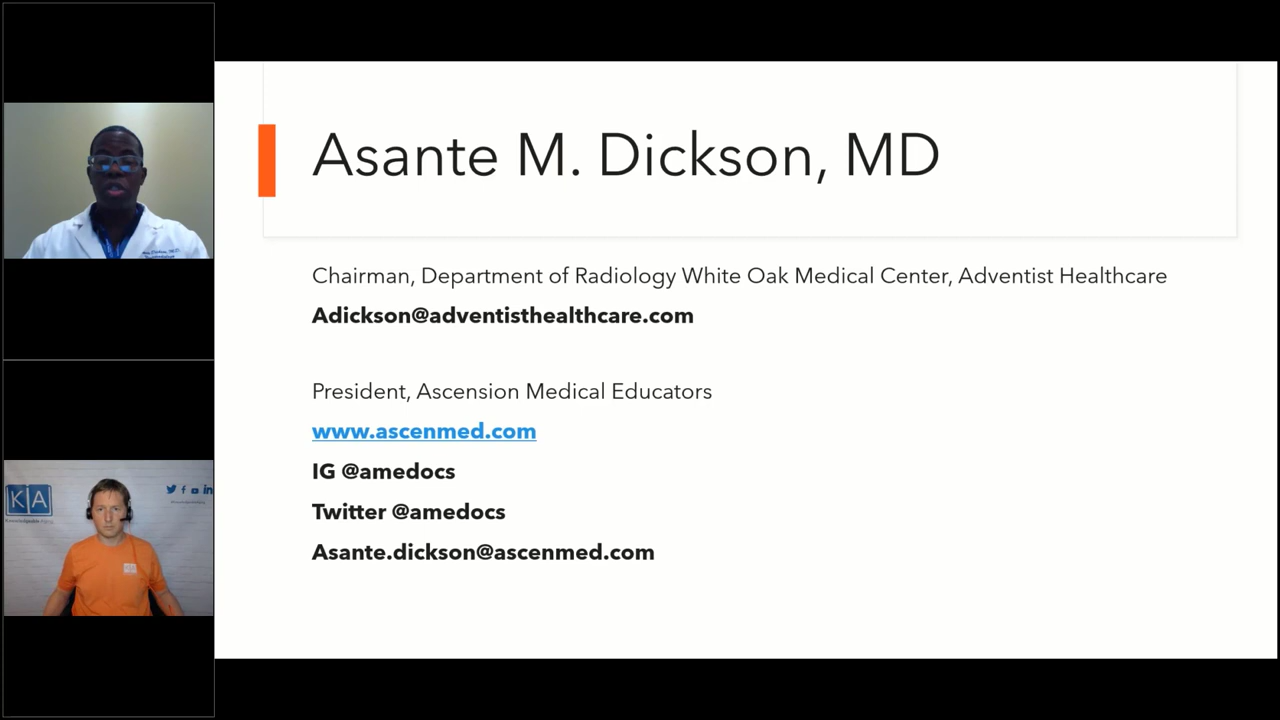 Asante M. Dickson, MD
Chairman, Department of Radiology White Oak Medical Center, Adventist Healthcare
Adickson@adventisthealthcare.com
President, Ascension Medical Educators
www.ascenmed.com
IG @amedocs
Twitter @amedocs
Asante.dickson@ascenmed.com
KA